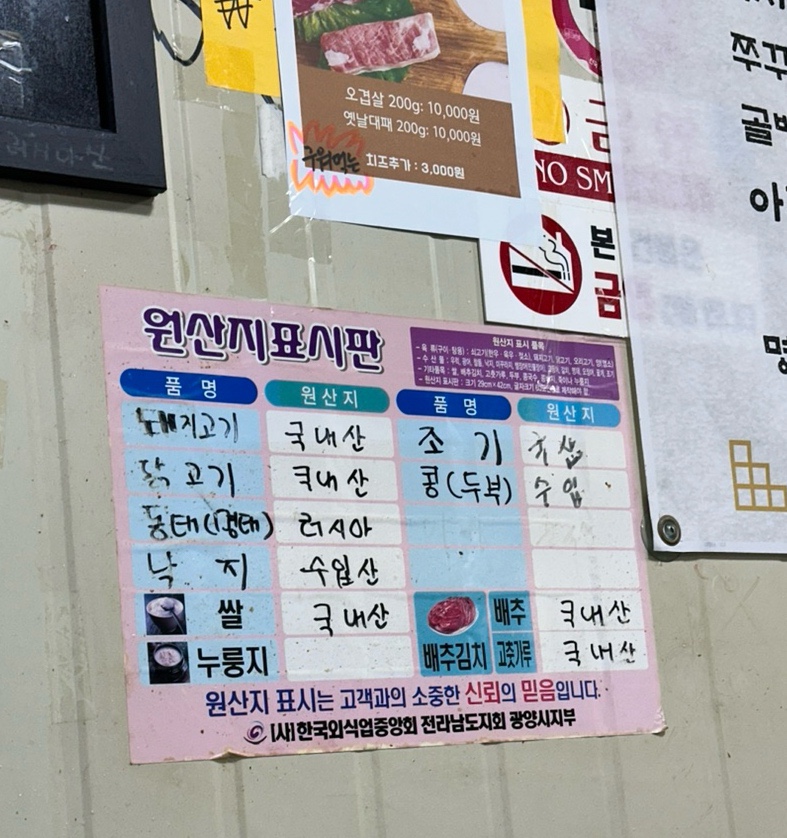 ₩
오겹살 200g: 10,000원
옛날대패 200g: 10,000원
구워먹는 치즈추가 : 3,000원
NO SM
본
금
쭈꾸
골
아
원산지표시판
원산지 표시 품목
품 명 원산지 품 명 원산지
돼지고기 국내산 조 기 국산
닭고기 국내산 콩(두부) 수입
동태(명태) 러시아
낙 지 수입산
쌀 국내산 배추 국내산
누룽지 배추김치 고춧가루 국내산
원산지 표시는 고객과의 소중한 신뢰의 믿음입니다.
[사]한국외식업중앙회 전라남도지회 광양시지부